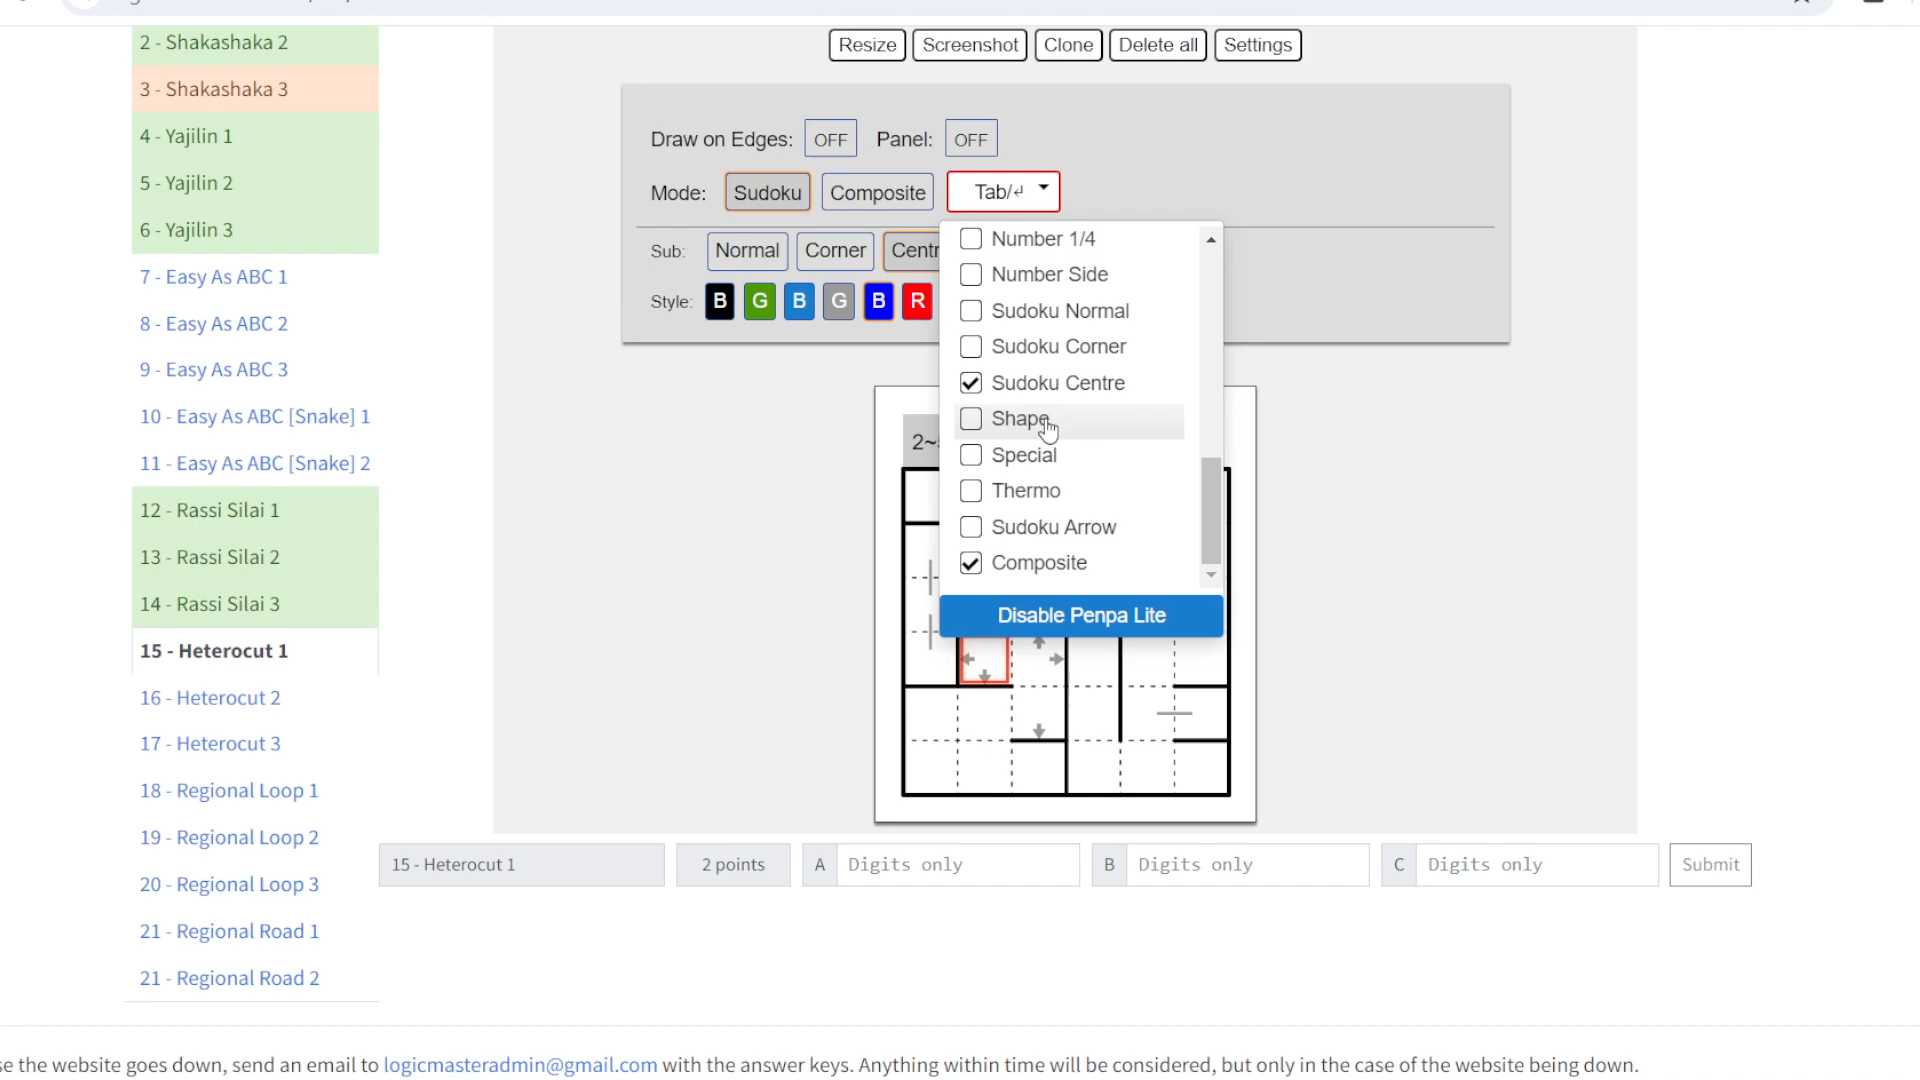 2 - Shakashaka 2
3 - Shakashaka 3
4 - Yajilin 1
5 - Yajilin 2
6 - Yajilin 3
7 - Easy As ABC 1
8 - Easy As ABC 2
9 - Easy As ABC 3
10 - Easy As ABC [Snake] 1
11 - Easy As ABC [Snake] 2
12 - Rassi Silai 1
13 - Rassi Silai 2
14 - Rassi Silai 3
15 - Heterocut 1
16 - Heterocut 2
17 - Heterocut 3
18 - Regional Loop 1
19 - Regional Loop 2
20 - Regional Loop 3
21 - Regional Road 1
21 - Regional Road 2
Resize Screenshot Clone Delete all Settings
Draw on Edges: OFF Panel: OFF
Mode: Sudoku Composite Tab/↵
Sub: Normal Corner Centr
Style: B G B G B R
Number 1/4
Number Side
Sudoku Normal
Sudoku Corner
Sudoku Centre
Shape
Special
Thermo
Sudoku Arrow
Composite
Disable Penpa Lite
2~
15 - Heterocut 1 2 points A Digits only B Digits only C Digits only Submit
se the website goes down, send an email to logicmasteradmin@gmail.com with the answer keys. Anything within time will be considered, but only in the case of the website being down.